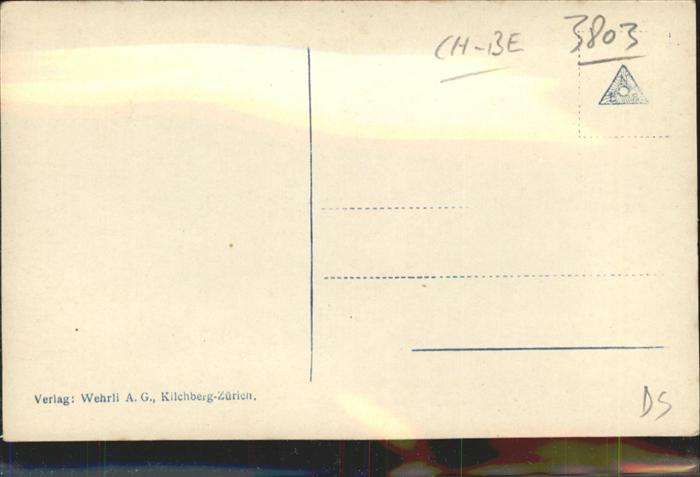 CH-BE 3803
Verlag: Wehrli A. G., Kilchberg-Zürich.
DS